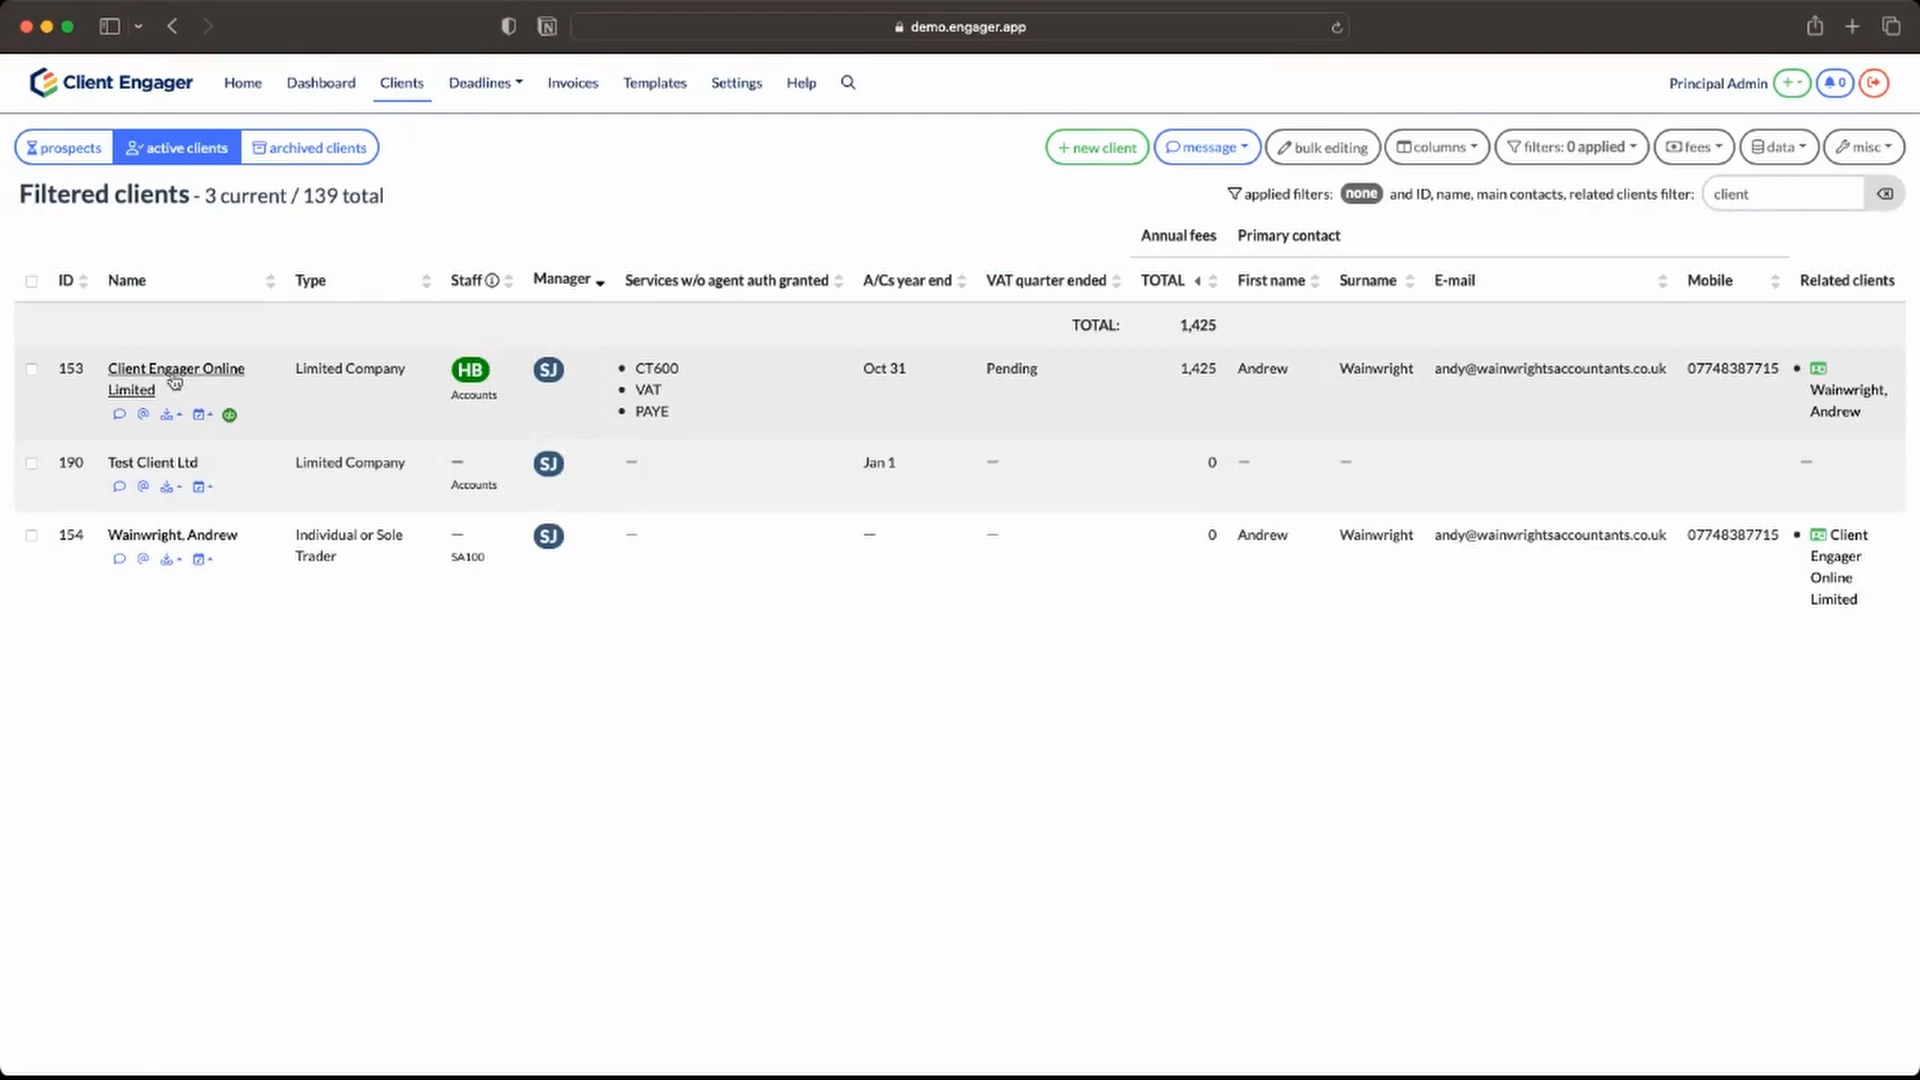 demo.engager.app
Client Engager Home Dashboard Clients Deadlines Invoices Templates Settings Help Principal Admin + 0
prospects active clients archived clients + new client message bulk editing columns filters: 0 applied fees data misc
Filtered clients - 3 current / 139 total applied filters: none and ID, name, main contacts, related clients filter: client
Annual fees Primary contact
ID Name Type Staff Manager Services w/o agent auth granted A/Cs year end VAT quarter ended TOTAL First name Surname E-mail Mobile Related clients
TOTAL: 1,425
153 Client Engager Online Limited Company HB SJ • CT600 Oct 31 Pending 1,425 Andrew Wainwright andy@wainwrightsaccountants.co.uk 07748387715 •
Limited Accounts • VAT Wainwright,
• PAYE Andrew
190 Test Client Ltd Limited Company — SJ — Jan 1 — 0 — — —
Accounts
154 Wainwright, Andrew Individual or Sole — SJ — — — 0 Andrew Wainwright andy@wainwrightsaccountants.co.uk 07748387715 • Client
Trader SA100 Engager
Online
Limited